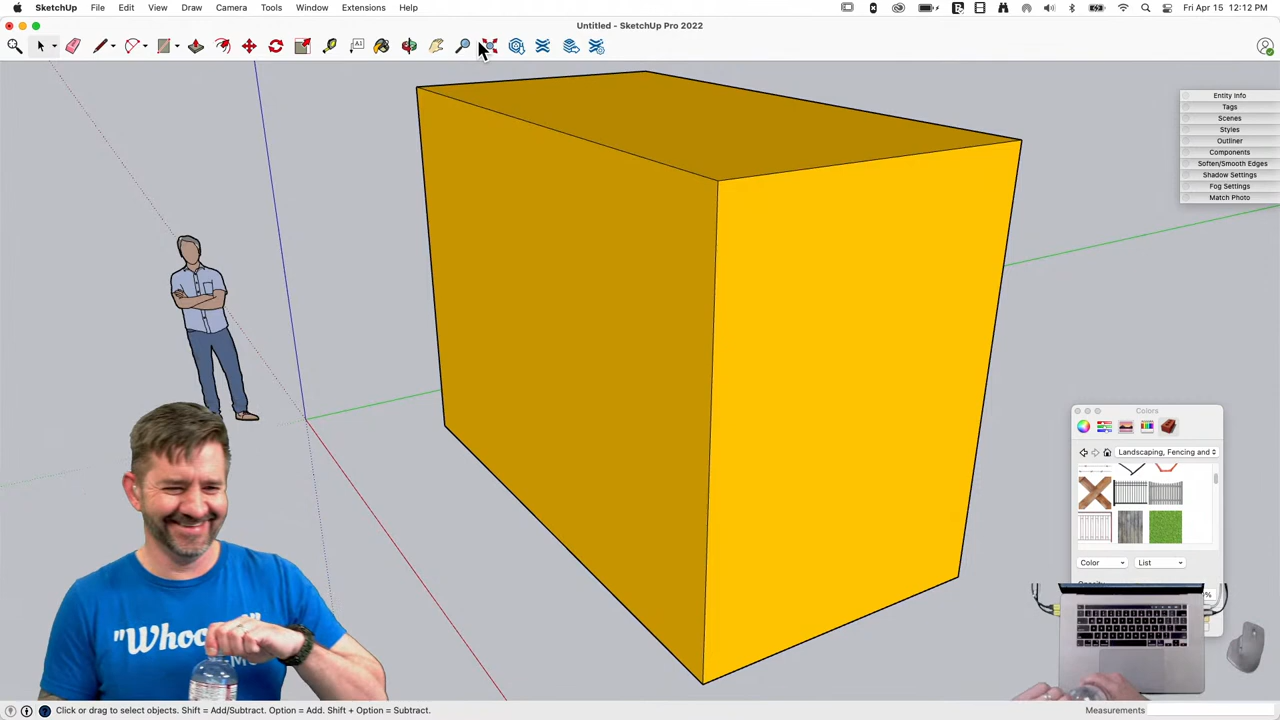 SketchUp File Edit View Draw Camera Tools Window Extensions Help Fri Apr 15 12:12 PM
Untitled - SketchUp Pro 2022
A1
Entity Info
Tags
Scenes
Styles
Outliner
Components
Soften/Smooth Edges
Shadow Settings
Fog Settings
Match Photo
Colors
Landscaping, Fencing and
Color List
Click or drag to select objects. Shift = Add/Subtract. Option = Add. Shift + Option = Subtract.
Measurements